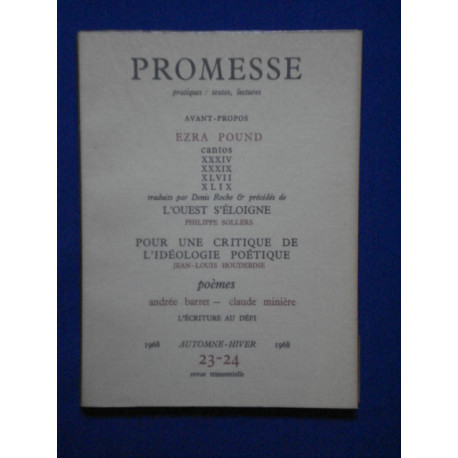 PROMESSE
pratiques : textes, lectures
AVANT-PROPOS
EZRA POUND
cantos
XXXIV
XXXIX
XLVII
XLIX
traduits par Denis Roche & précédés de
L'OUEST S'ÉLOIGNE
PHILIPPE SOLLERS
POUR UNE CRITIQUE DE
L'IDÉOLOGIE POÉTIQUE
JEAN-LOUIS HOUDEBINE
poèmes
andrée barret — claude minière
L'ÉCRITURE AU DÉFI
1968 AUTOMNE-HIVER 1968
23-24
revue trimestrielle